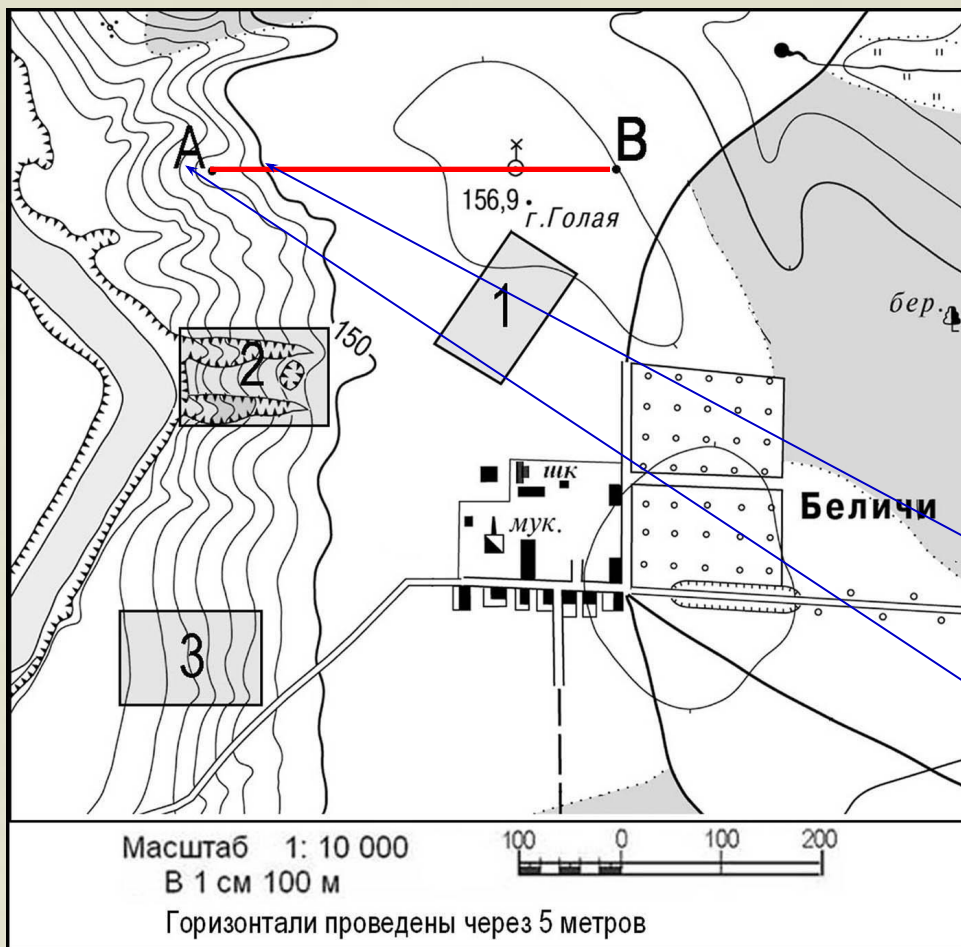 А
В
156,9
г.Голая
бер.
1
150
2
шк
Беличи
мук.
3
Масштаб 1: 10 000
В 1 см 100 м
100 0 100 200
Горизонтали проведены через 5 метров